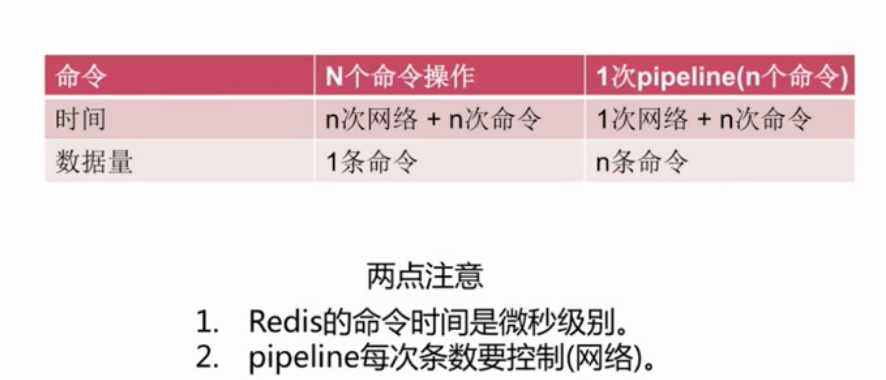 命令 N个命令操作 1次pipeline(n个命令)
时间 n次网络 + n次命令 1次网络 + n次命令
数据量 1条命令 n条命令
两点注意
1. Redis的命令时间是微秒级别。
2. pipeline每次条数要控制(网络)。